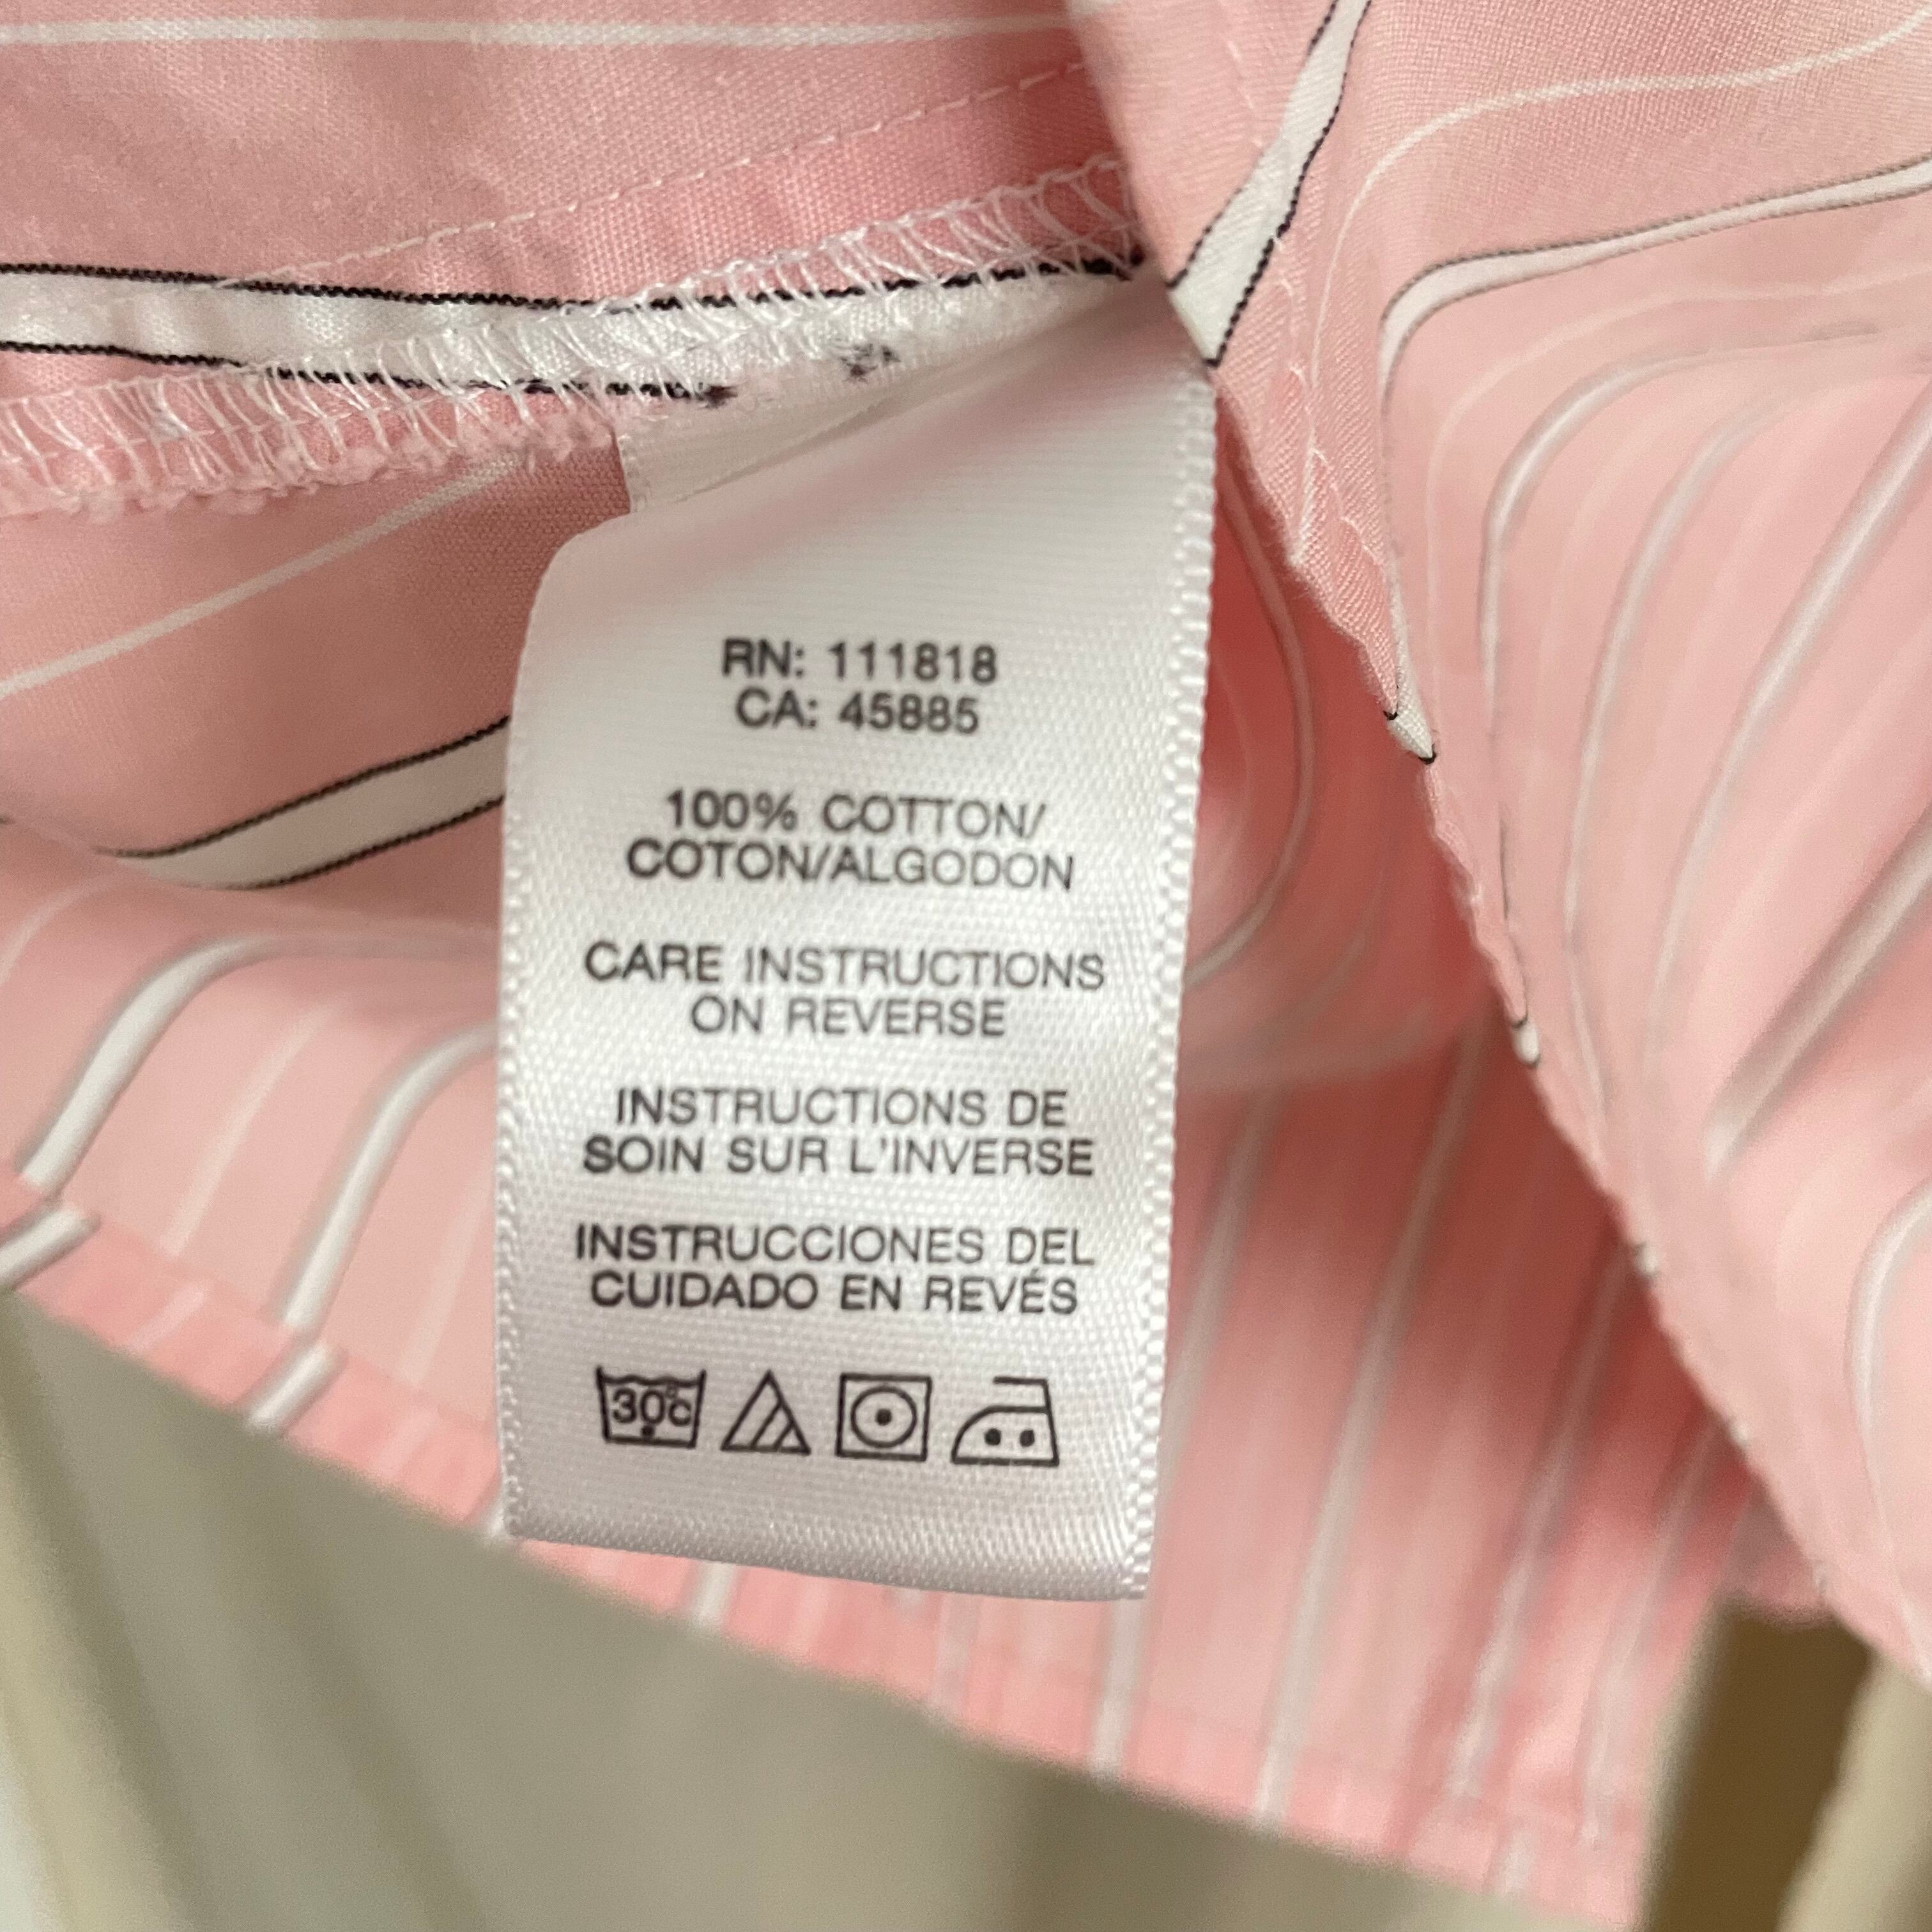 RN: 111818
CA: 45885
100% COTTON/
COTON/ALGODON
CARE INSTRUCTIONS
ON REVERSE
INSTRUCTIONS DE
SOIN SUR L'INVERSE
INSTRUCCIONES DEL
CUIDADO EN REVÉS
30°C